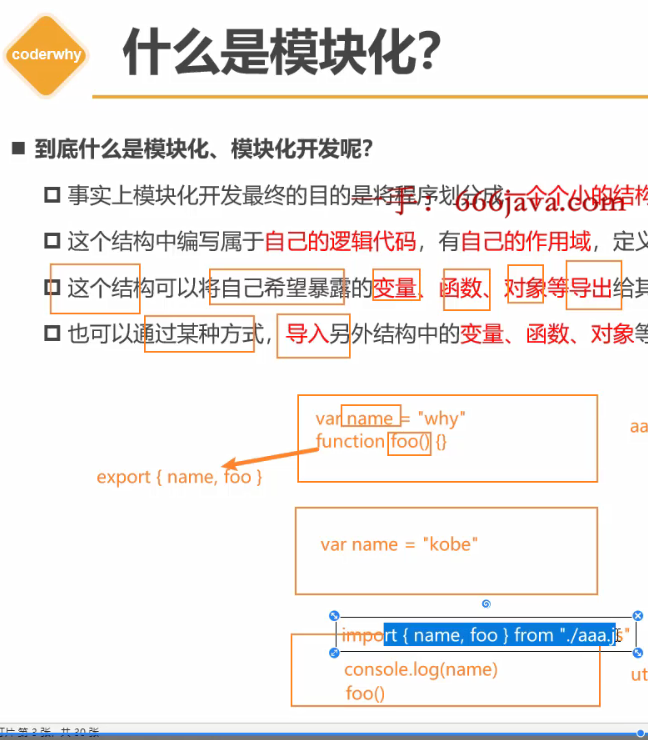 coderwhy
什么是模块化?
到底什么是模块化、模块化开发呢?
事实上模块化开发最终的目的是将程序划分成一个个小的结构
一手: 666java.com
这个结构中编写属于自己的逻辑代码，有自己的作用域，定义
这个结构可以将自己希望暴露的变量、函数、对象等导出给其
也可以通过某种方式，导入另外结构中的变量、函数、对象等
var name = "why"
aa
function foo() {}
export { name, foo }
var name = "kobe"
import { name, foo } from "./aaa.js"
console.log(name)
ut
foo()
第 3 张，共 30 张